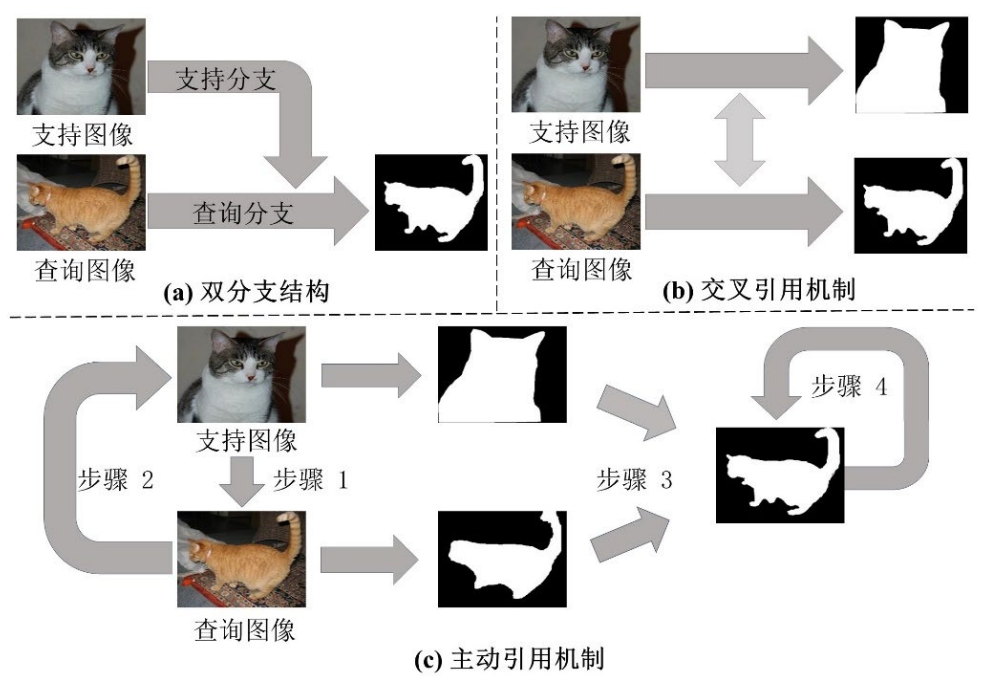 支持分支
支持图像
查询分支
查询图像
(a) 双分支结构
支持图像
查询图像
(b) 交叉引用机制
支持图像
步骤 1
步骤 2
查询图像
步骤 3
步骤 4
(c) 主动引用机制